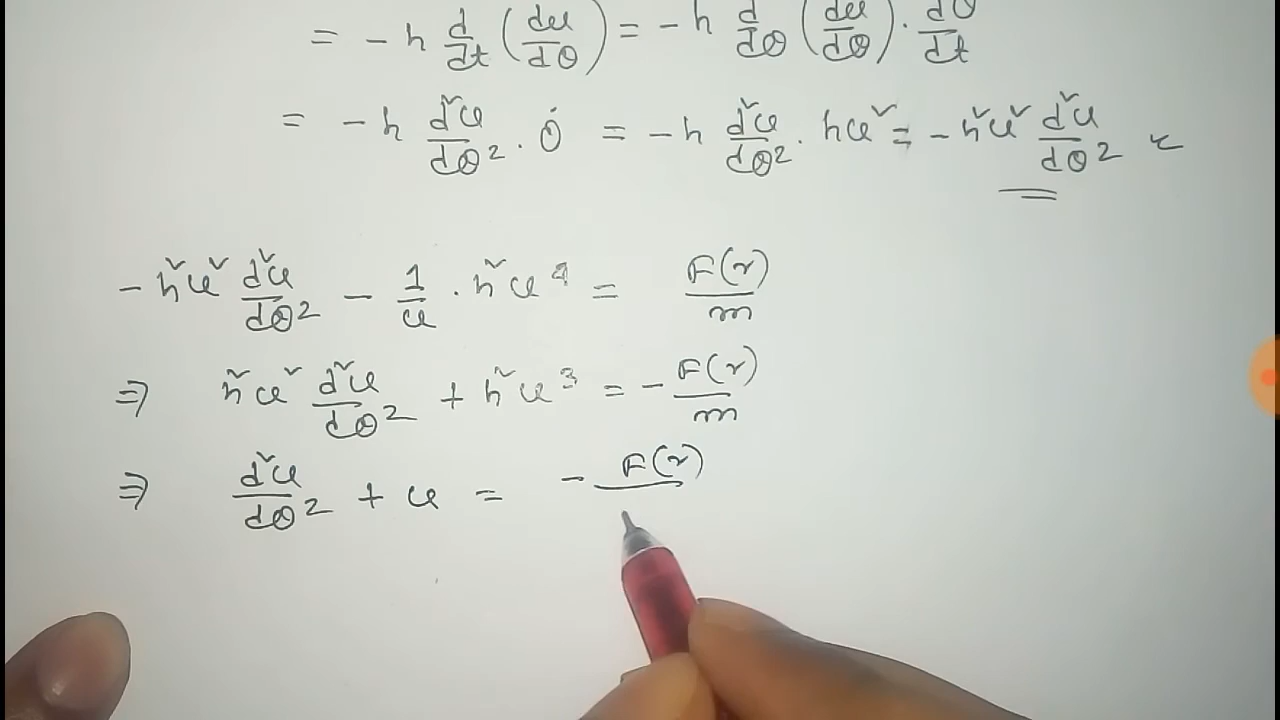 = - h d/dt (du/dθ) = - h d/dθ (du/dθ) · dθ/dt
= - h d²u/dθ² · θ̇ = - h d²u/dθ² · hu² = - h²u² d²u/dθ²
- h²u² d²u/dθ² - 1/u · h²u⁴ = F(r)/m
⇒ h²u² d²u/dθ² + h²u³ = - F(r)/m
⇒ d²u/dθ² + u = - F(r)